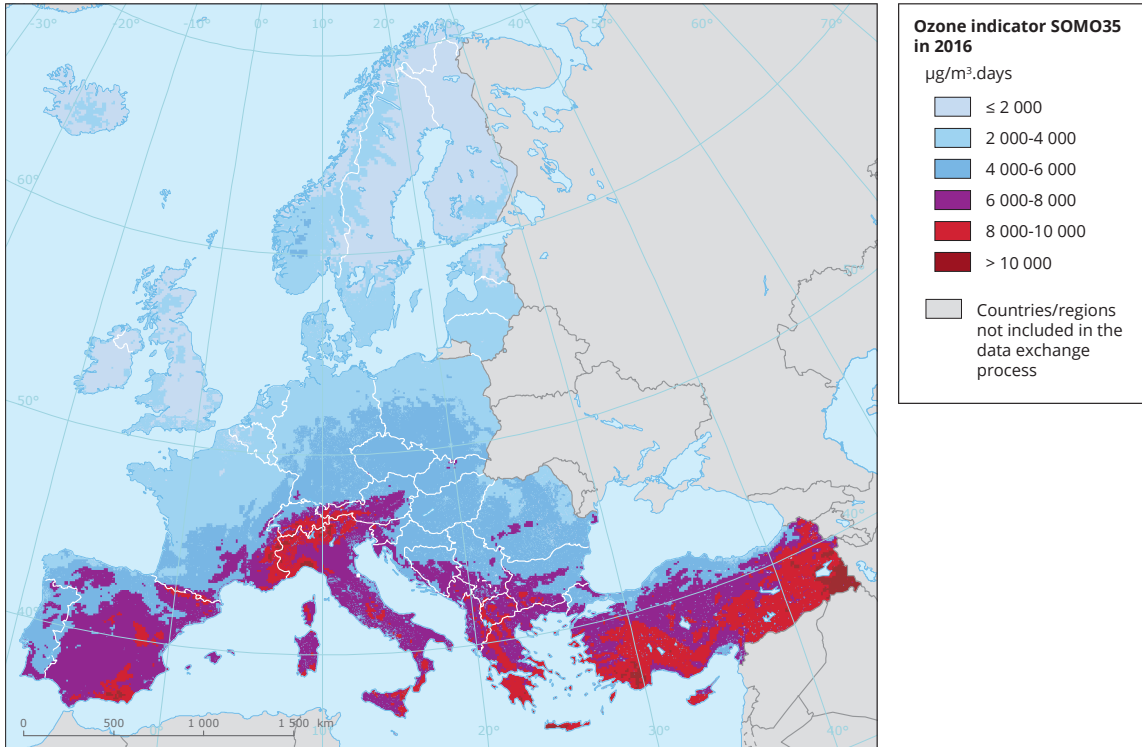 -30°
-20°
-10°
0°
10°
20°
30°
40°
50°
60°
70°
60°
50°
40°
50°
40°
0 500 1 000 1 500 km
0°
10°
20°
30°
40°
Ozone indicator SOMO35
in 2016
µg/m³.days
≤ 2 000
2 000-4 000
4 000-6 000
6 000-8 000
8 000-10 000
> 10 000
Countries/regions
not included in the
data exchange
process